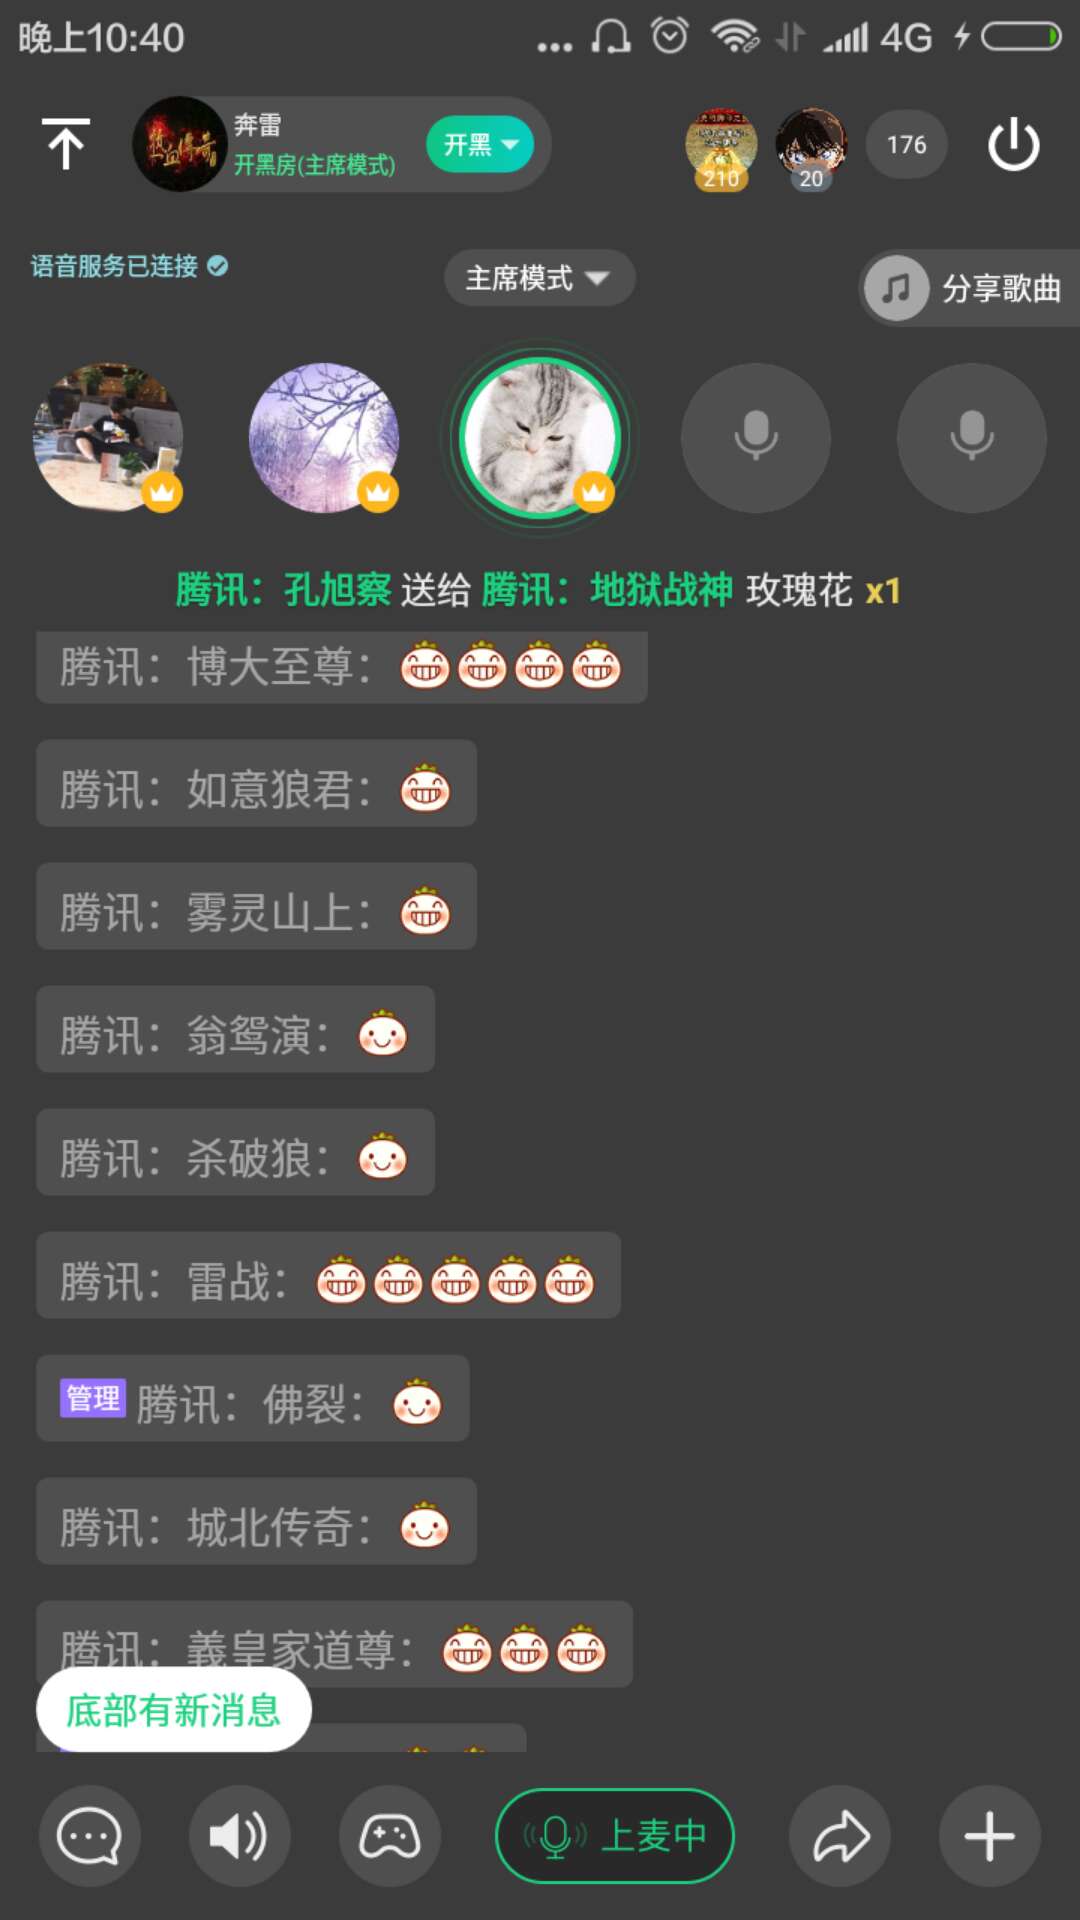 晚上10:40
4G
奔雷
开黑房(主席模式)
开黑
210
20
176
语音服务已连接
主席模式
分享歌曲
腾讯：孔旭察 送给 腾讯：地狱战神 玫瑰花 x1
腾讯：博大至尊：
腾讯：如意狼君：
腾讯：雾灵山上：
腾讯：翁鸳演：
腾讯：杀破狼：
腾讯：雷战：
管理 腾讯：佛裂：
腾讯：城北传奇：
腾讯：義皇家道尊：
底部有新消息
上麦中